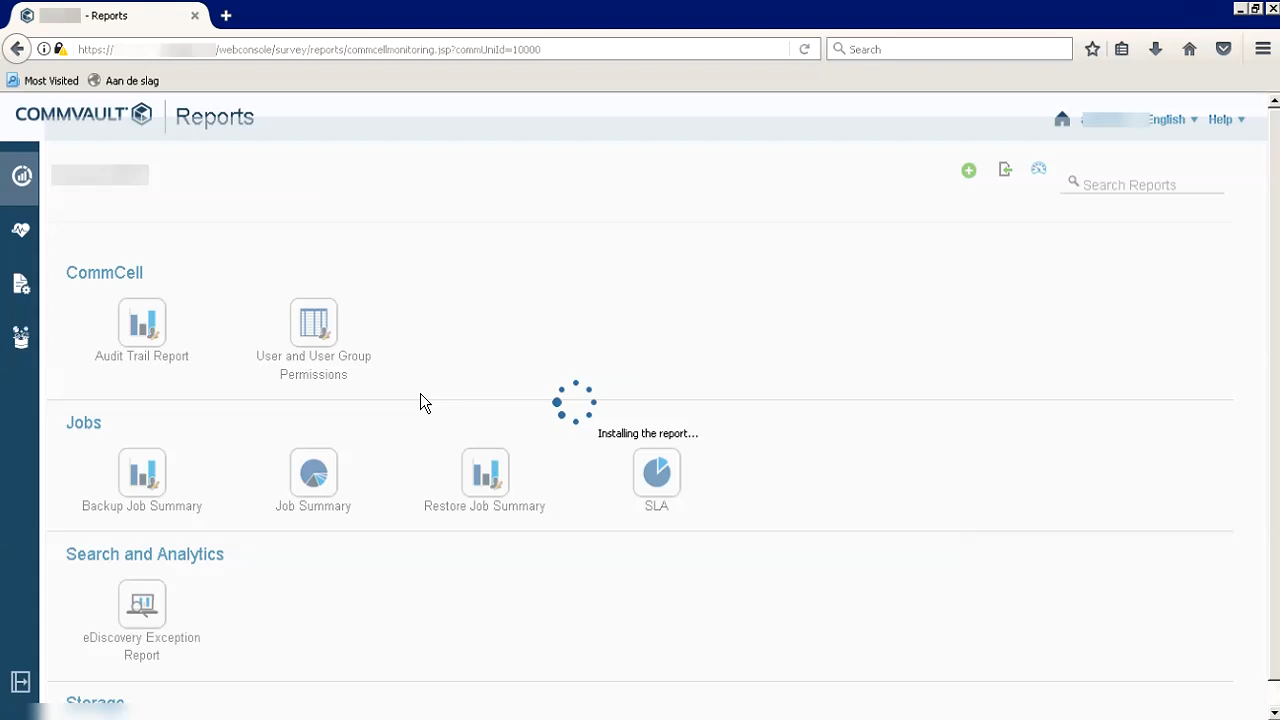 - Reports
https:// /webconsole/survey/reports/commcellmonitoring.jsp?commUniId=10000
Search
Most Visited
Aan de slag
COMMVAULT
Reports
English
Help
Search Reports
CommCell
Audit Trail Report
User and User Group
Permissions
Installing the report...
Jobs
Backup Job Summary
Job Summary
Restore Job Summary
SLA
Search and Analytics
eDiscovery Exception
Report
Storage